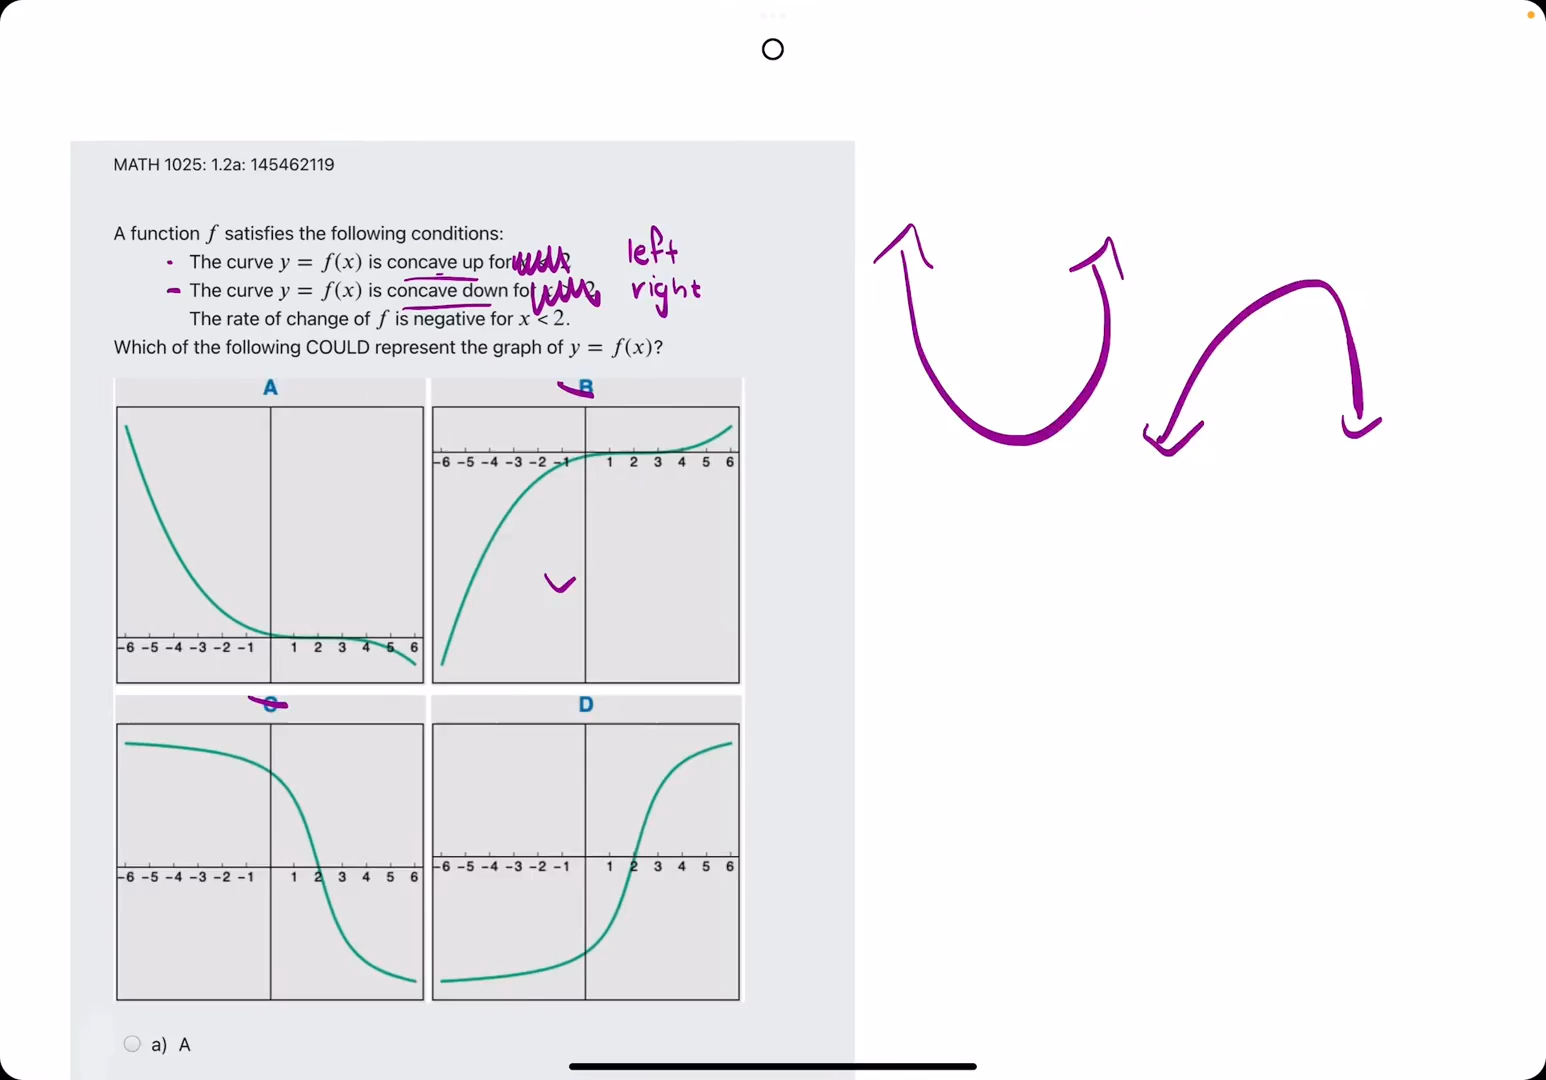 MATH 1025: 1.2a: 145462119
A function f satisfies the following conditions:
The curve y = f(x) is concave up for 2 left
The curve y = f(x) is concave down fo 2 right
The rate of change of f is negative for x < 2.
Which of the following COULD represent the graph of y = f(x)?
A B
-6 -5 -4 -3 -2 -1 1 2 3 4 5 6
-6 -5 -4 -3 -2 -1 1 2 3 4 5 6
C D
-6 -5 -4 -3 -2 -1 1 2 3 4 5 6
-6 -5 -4 -3 -2 -1 1 2 3 4 5 6
a) A